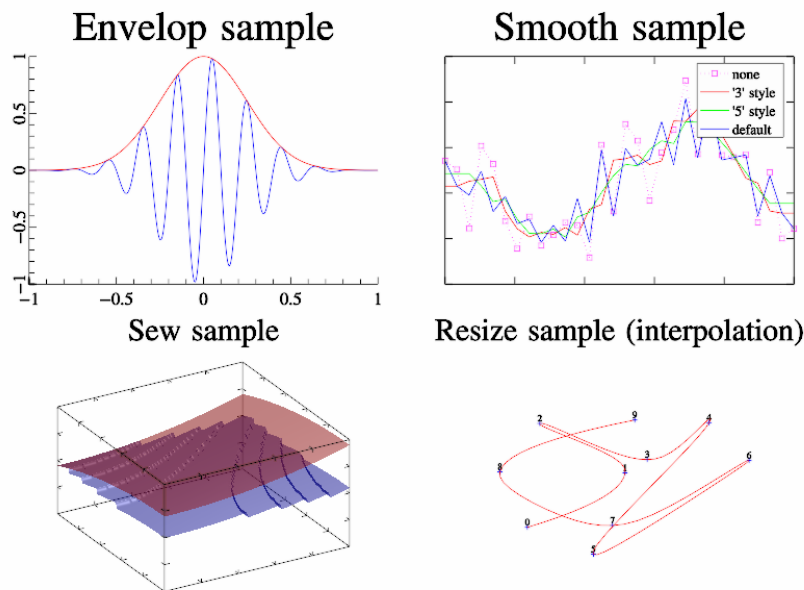 Envelop sample
Smooth sample
1
0.5
0
−0.5
−1
−1 −0.5 0 0.5 1
none
'3' style
'5' style
default
Sew sample
Resize sample (interpolation)
2
9
4
3
6
8
1
0
7
5